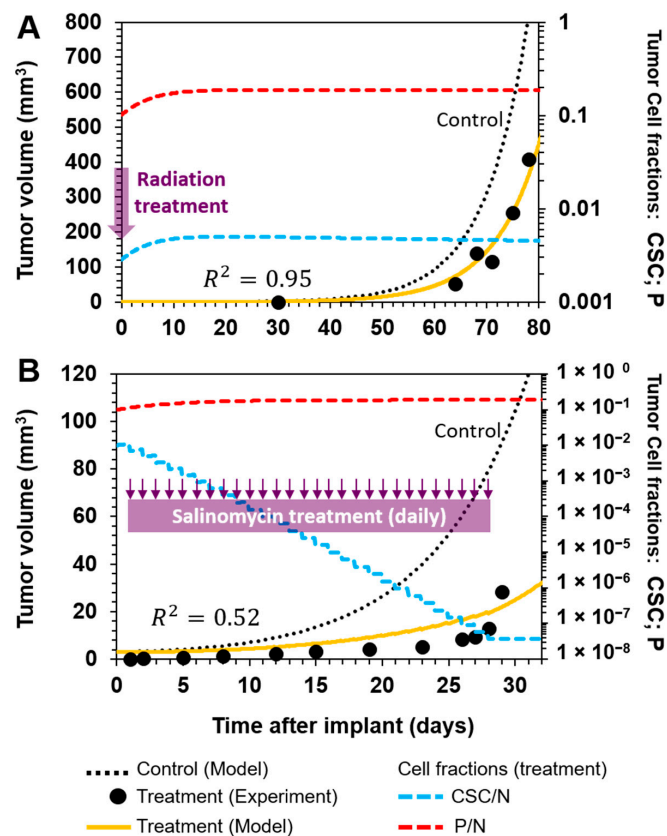 A
Tumor volume (mm³)
800
700
600
500
400
300
200
100
0
Radiation
treatment
Control
R² = 0.95
0 10 20 30 40 50 60 70 80
1
0.1
0.01
0.001
Tumor Cell
fractions: CSC; P
B
Tumor volume (mm³)
120
100
80
60
40
20
0
Control
Salinomycin treatment (daily)
R² = 0.52
0 5 10 15 20 25 30
1 × 10⁻⁰
1 × 10⁻¹
1 × 10⁻²
1 × 10⁻³
1 × 10⁻⁴
1 × 10⁻⁵
1 × 10⁻⁶
1 × 10⁻⁷
1 × 10⁻⁸
Tumor Cell
fractions: CSC; P
Time after implant (days)
Control (Model)
Treatment (Experiment)
Treatment (Model)
Cell fractions (treatment)
CSC/N
P/N